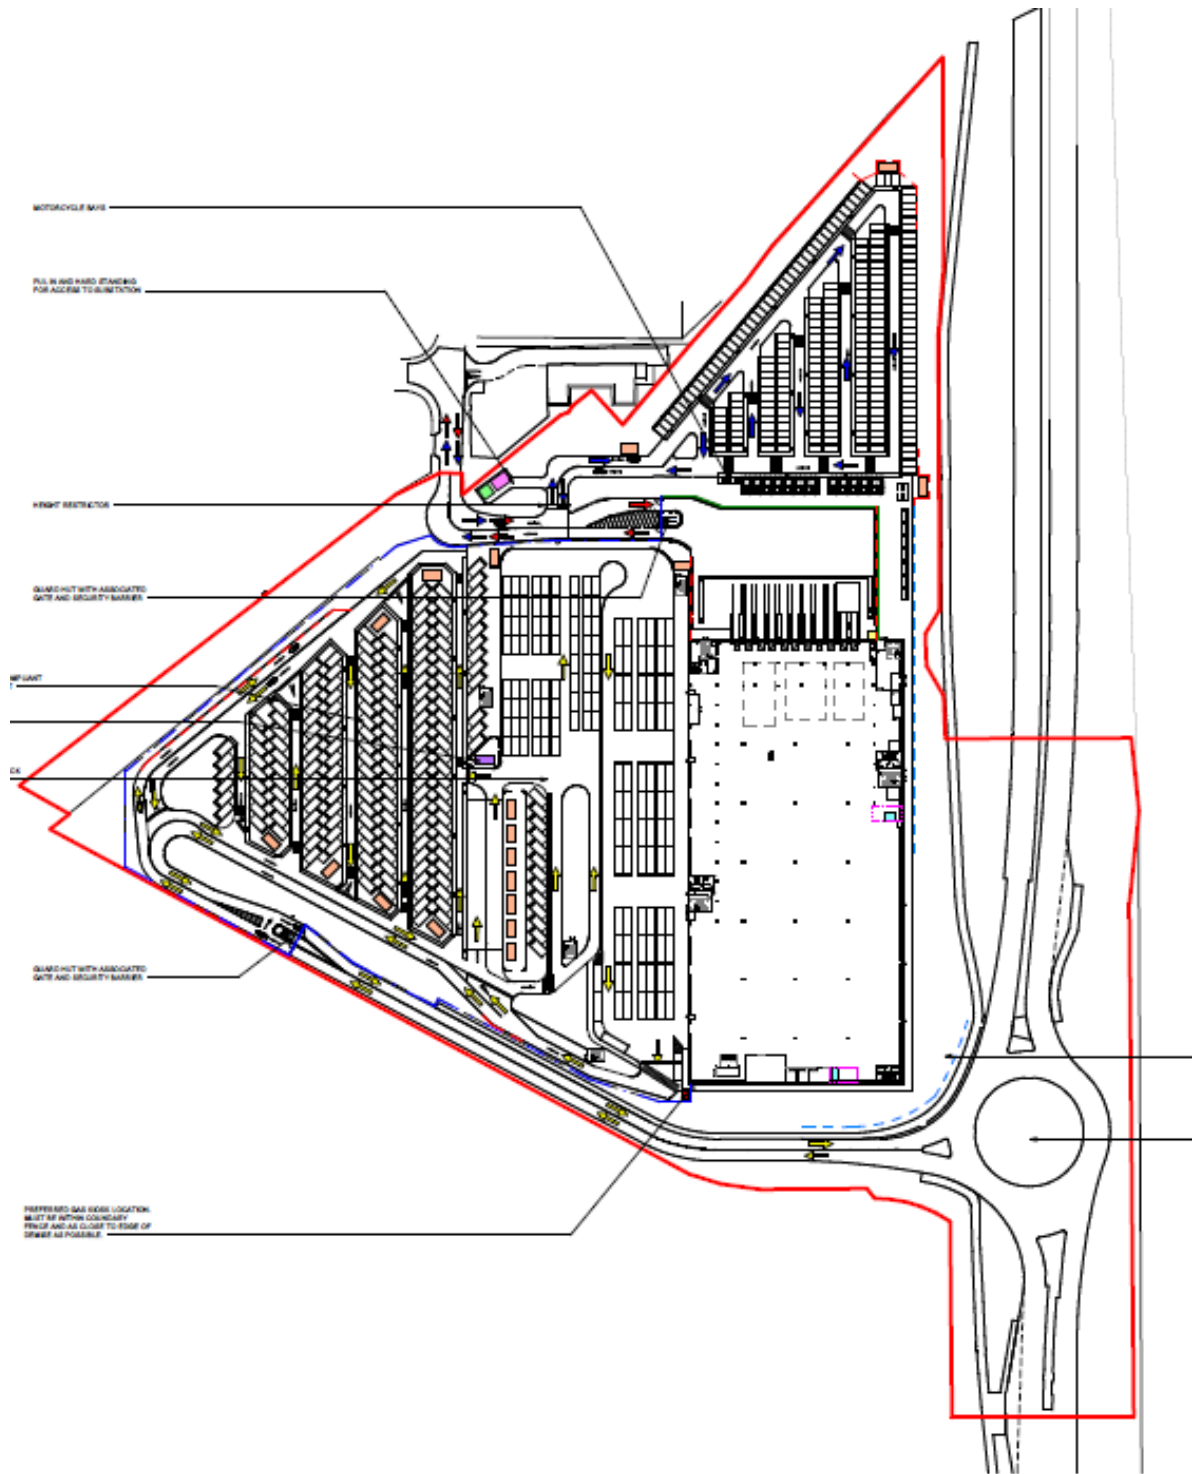 MOTORCYCLE BAYS
PULL IN AND HARD STANDING
FOR ACCESS TO SUBSTATION
HEIGHT RESTRICTOR
GUARD HUT WITH ASSOCIATED
GATE AND SECURITY BARRIER
GUARD HUT WITH ASSOCIATED
GATE AND SECURITY BARRIER
PREFERRED GAS KIOSK LOCATION.
MUST BE WITHIN BOUNDARY
FENCE AND AS CLOSE TO EDGE OF
DEMISE AS POSSIBLE.